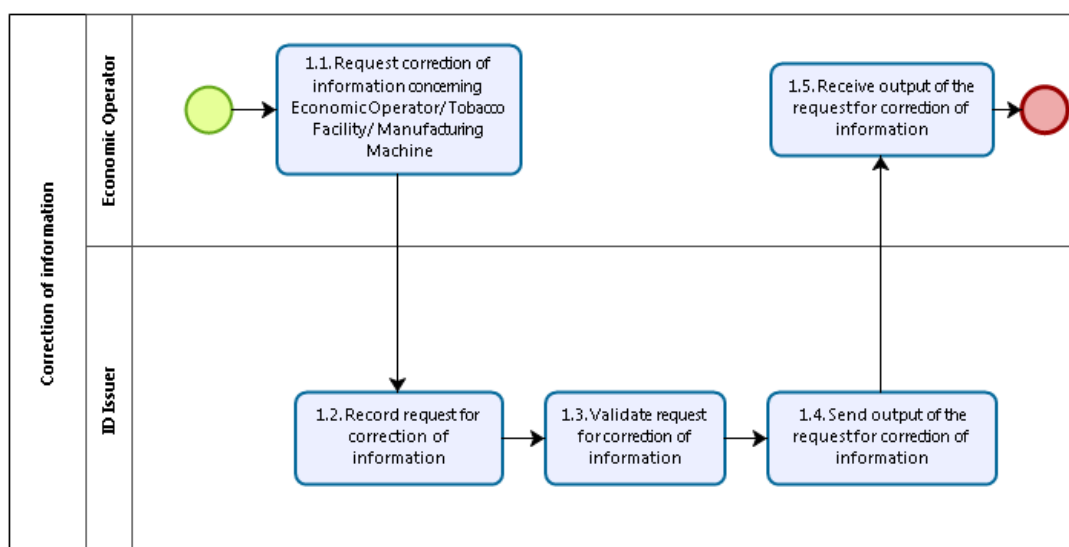 Correction of information
Economic Operator
1.1. Request correction of
information concerning
Economic Operator/ Tobacco
Facility/ Manufacturing
Machine
1.5. Receive output of the
request for correction of
information
ID Issuer
1.2. Record request for
correction of
information
1.3. Validate request
for correction of
information
1.4. Send output of the
request for correction of
information